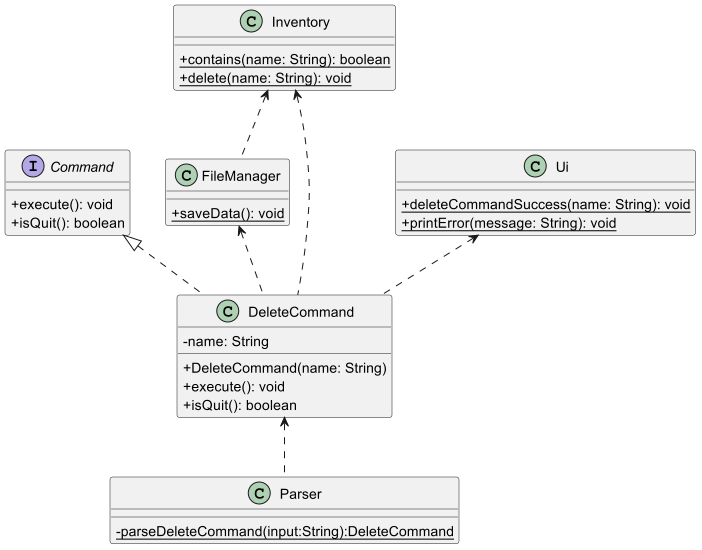 C Inventory
+contains(name: String): boolean
+delete(name: String): void
I Command
+execute(): void
+isQuit(): boolean
C FileManager
+saveData(): void
C Ui
+deleteCommandSuccess(name: String): void
+printError(message: String): void
C DeleteCommand
-name: String
+DeleteCommand(name: String)
+execute(): void
+isQuit(): boolean
C Parser
-parseDeleteCommand(input:String):DeleteCommand